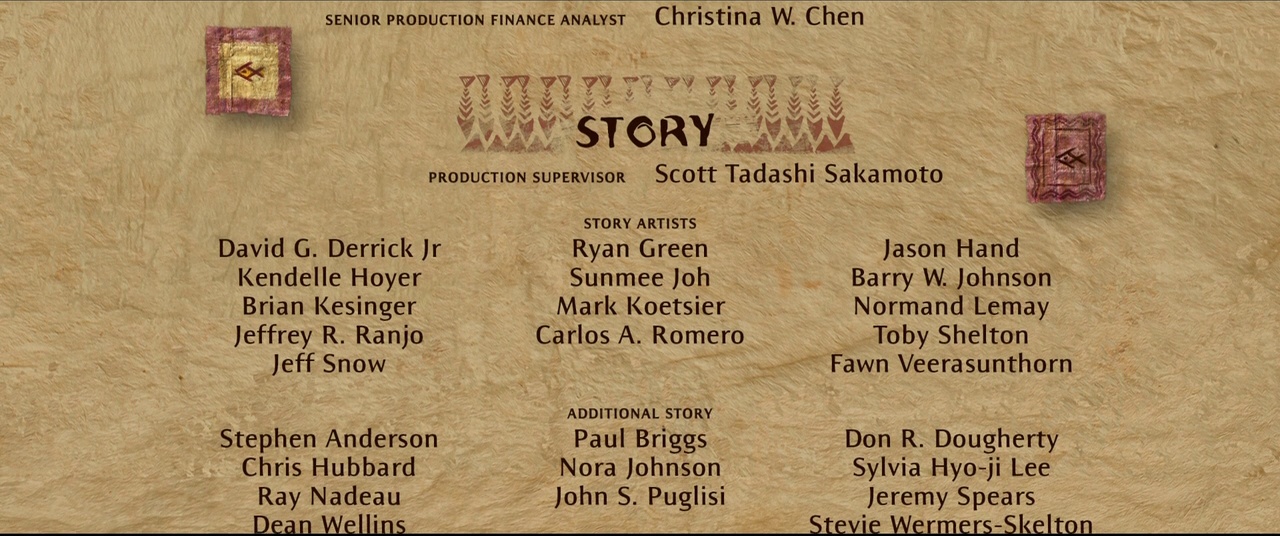 SENIOR PRODUCTION FINANCE ANALYST Christina W. Chen
STORY
PRODUCTION SUPERVISOR Scott Tadashi Sakamoto
STORY ARTISTS
David G. Derrick Jr Ryan Green Jason Hand
Kendelle Hoyer Sunmee Joh Barry W. Johnson
Brian Kesinger Mark Koetsier Normand Lemay
Jeffrey R. Ranjo Carlos A. Romero Toby Shelton
Jeff Snow Fawn Veerasunthorn
ADDITIONAL STORY
Stephen Anderson Paul Briggs Don R. Dougherty
Chris Hubbard Nora Johnson Sylvia Hyo-ji Lee
Ray Nadeau John S. Puglisi Jeremy Spears
Dean Wellins Stevie Wermers-Skelton